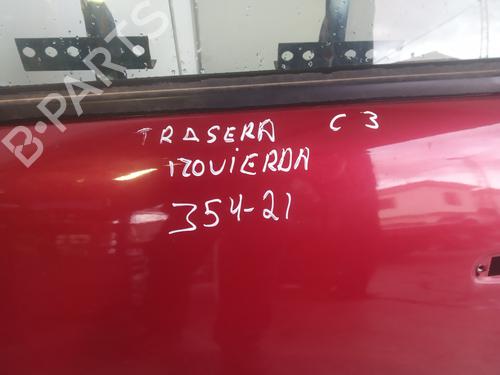 B-PARTS
TRASERA C3
IZQUIERDA
354-21